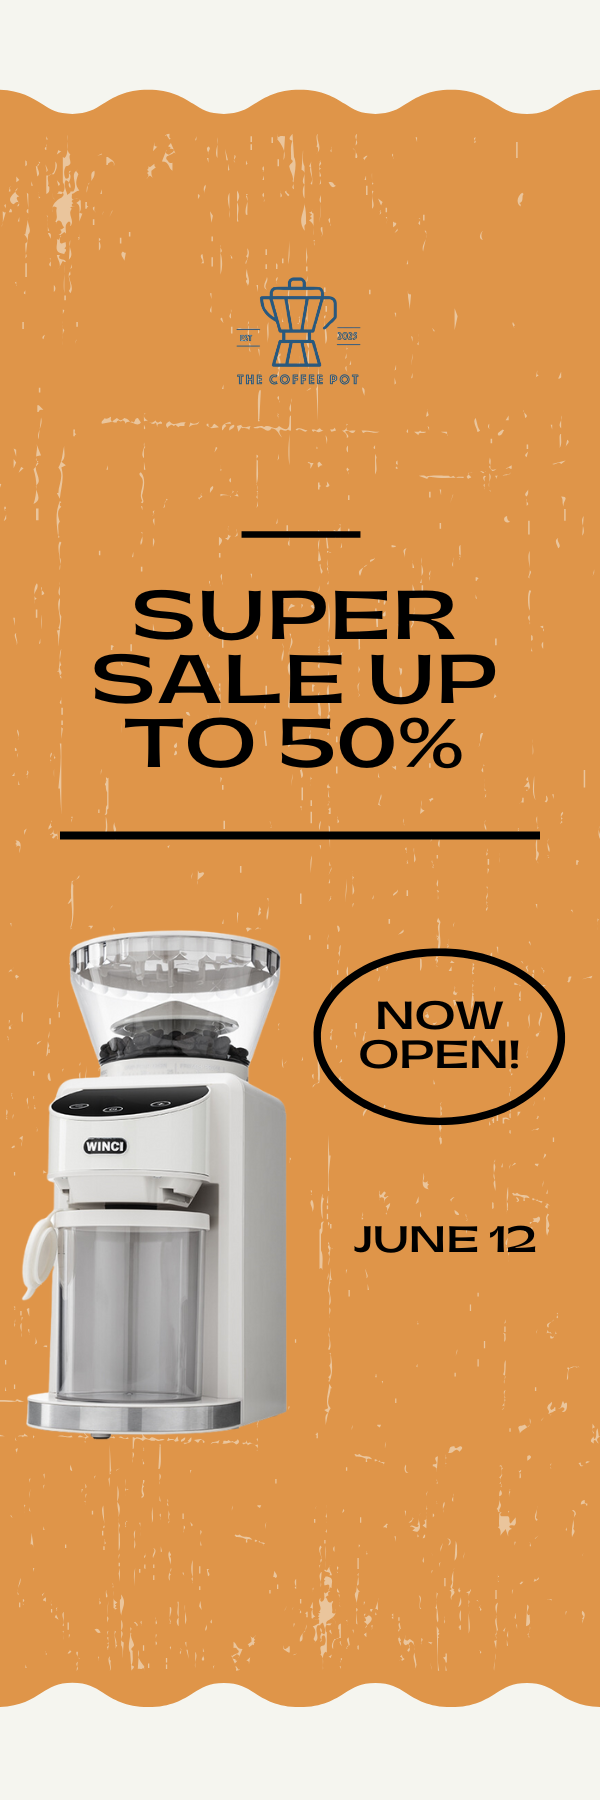 EST
2025
THE COFFEE POT
SUPER
SALE UP
TO 50%
NOW
OPEN!
WINCI
JUNE 12